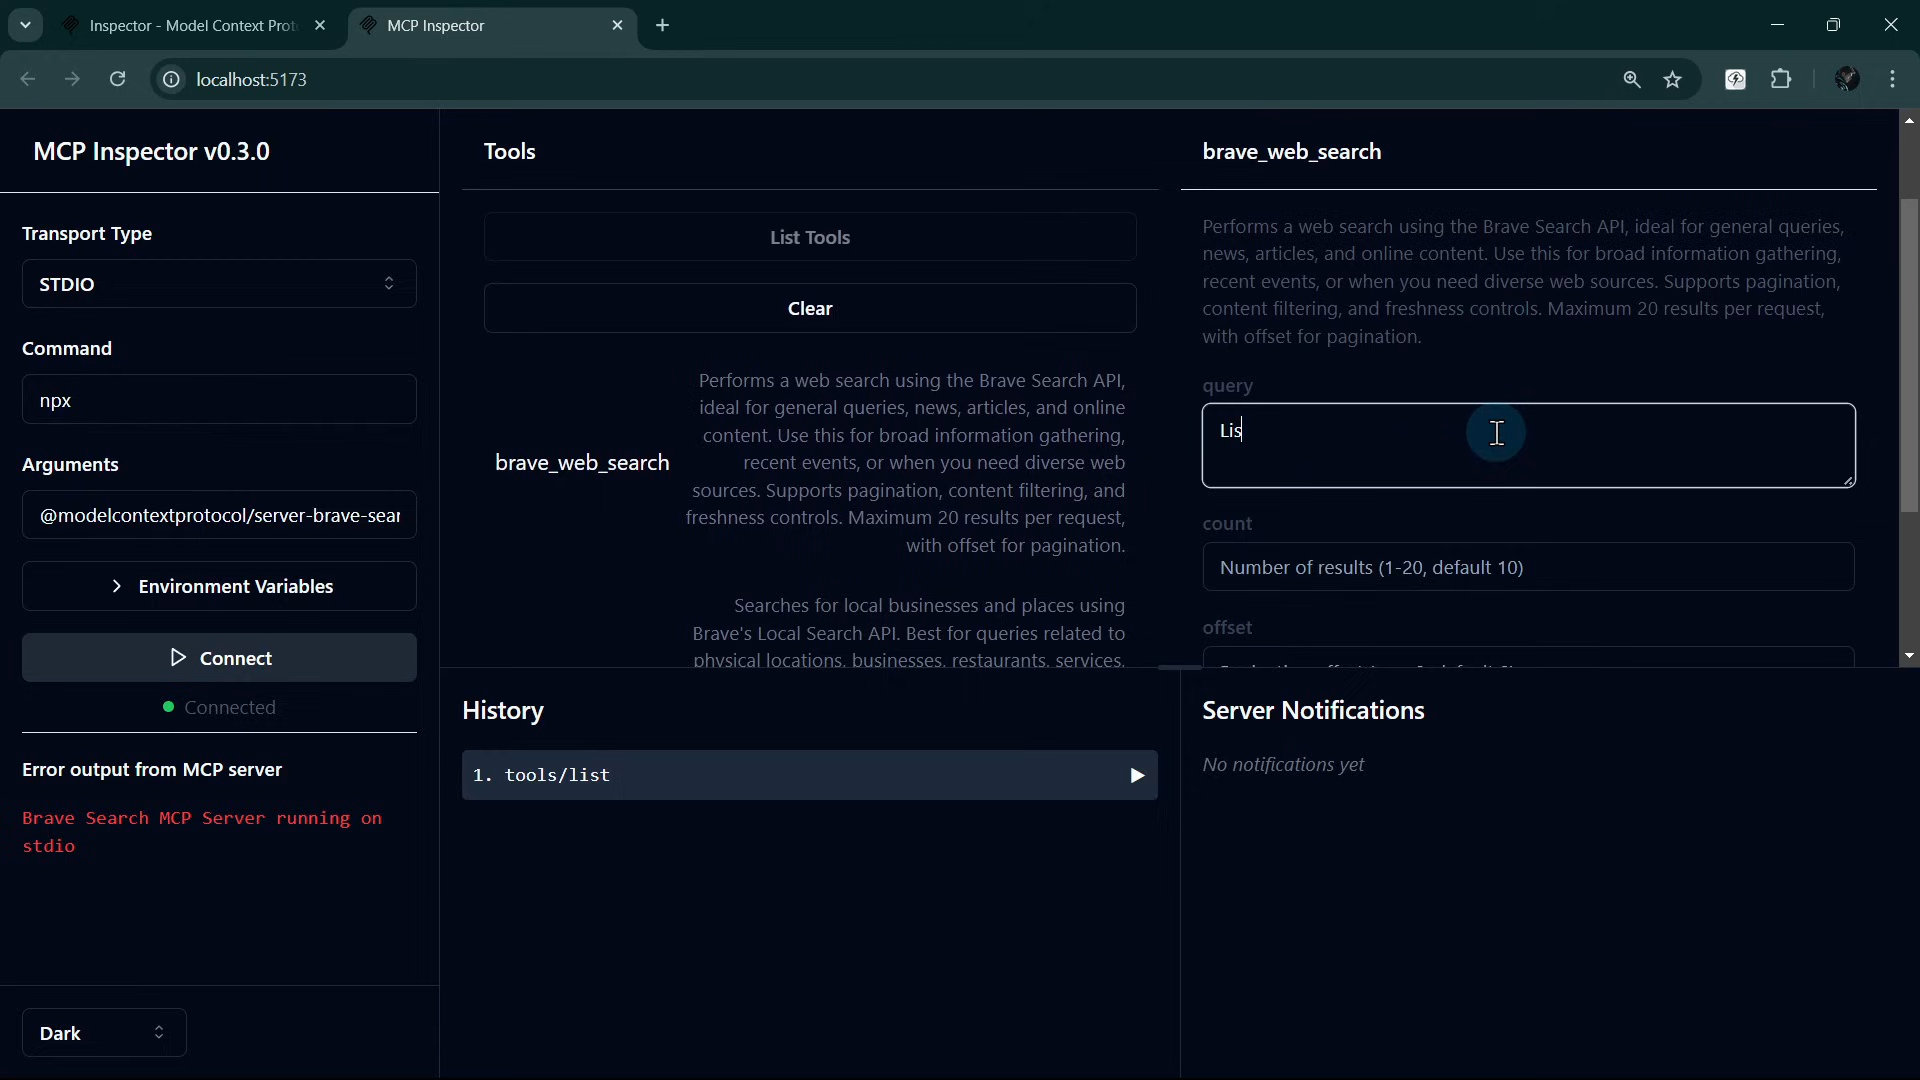 Inspector - Model Context Prot
MCP Inspector
localhost:5173
MCP Inspector v0.3.0
Transport Type
STDIO
Command
npx
Arguments
@modelcontextprotocol/server-brave-sear
Environment Variables
Connect
Connected
Error output from MCP server
Brave Search MCP Server running on
stdio
Dark
Tools
List Tools
Clear
brave_web_search
Performs a web search using the Brave Search API,
ideal for general queries, news, articles, and online
content. Use this for broad information gathering,
recent events, or when you need diverse web
sources. Supports pagination, content filtering, and
freshness controls. Maximum 20 results per request,
with offset for pagination.
Searches for local businesses and places using
Brave's Local Search API. Best for queries related to
physical locations, businesses, restaurants, services,
brave_web_search
Performs a web search using the Brave Search API, ideal for general queries,
news, articles, and online content. Use this for broad information gathering,
recent events, or when you need diverse web sources. Supports pagination,
content filtering, and freshness controls. Maximum 20 results per request,
with offset for pagination.
query
Lis
count
Number of results (1-20, default 10)
offset
History
1. tools/list
Server Notifications
No notifications yet